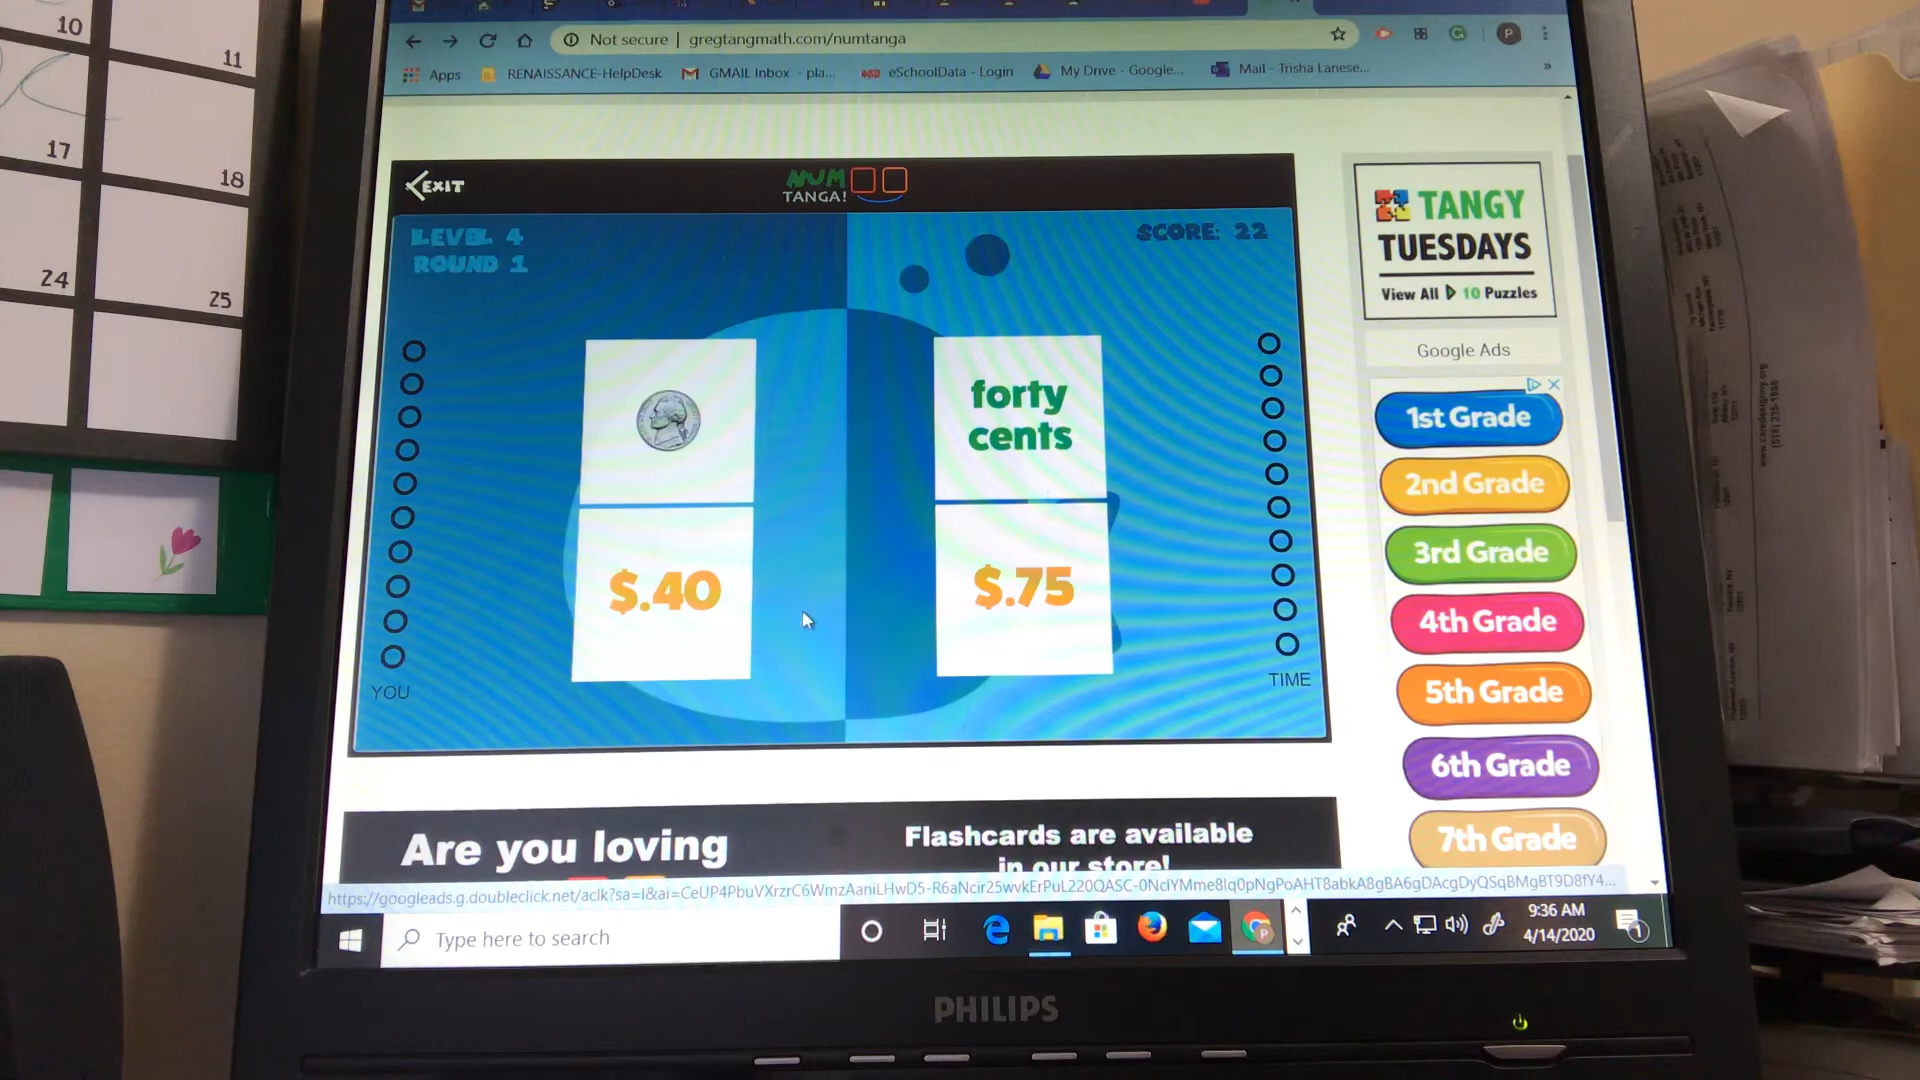 10
11
17
18
24
25
Not secure | gregtangmath.com/numtanga
P
Apps
RENAISSANCE-HelpDesk
GMAIL Inbox - pla...
eSchoolData - Login
My Drive - Google...
Mail - Trisha Lanese...
»
EXIT
NUM
TANGA!
LEVEL 4
ROUND 1
SCORE: 22
forty
cents
$.40
$.75
YOU
TIME
TANGY
TUESDAYS
View All 10 Puzzles
Google Ads
1st Grade
2nd Grade
3rd Grade
4th Grade
5th Grade
6th Grade
7th Grade
Are you loving
Flashcards are available
in our store!
Type here to search
9:36 AM
4/14/2020
1
PHILIPS